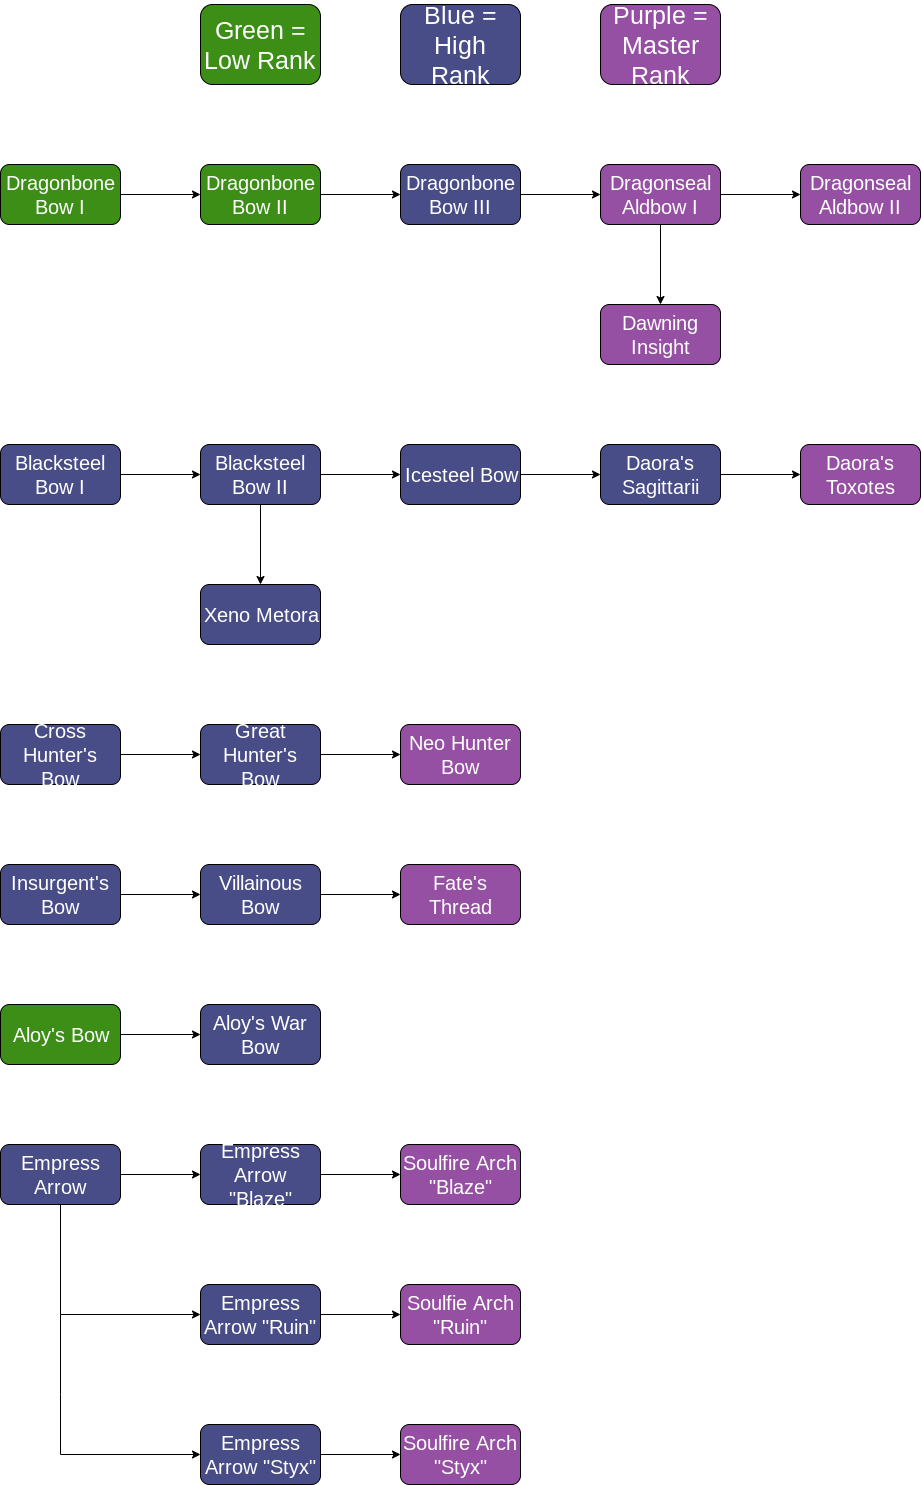 Green =
Low Rank
Blue =
High
Rank
Purple =
Master
Rank
Dragonbone
Bow I
Dragonbone
Bow II
Dragonbone
Bow III
Dragonseal
Aldbow I
Dragonseal
Aldbow II
Dawning
Insight
Blacksteel
Bow I
Blacksteel
Bow II
Icesteel Bow
Daora's
Sagittarii
Daora's
Toxotes
Xeno Metora
Cross
Hunter's
Bow
Great
Hunter's
Bow
Neo Hunter
Bow
Insurgent's
Bow
Villainous
Bow
Fate's
Thread
Aloy's Bow
Aloy's War
Bow
Empress
Arrow
Empress
Arrow
"Blaze"
Soulfire Arch
"Blaze"
Empress
Arrow "Ruin"
Soulfie Arch
"Ruin"
Empress
Arrow "Styx"
Soulfire Arch
"Styx"